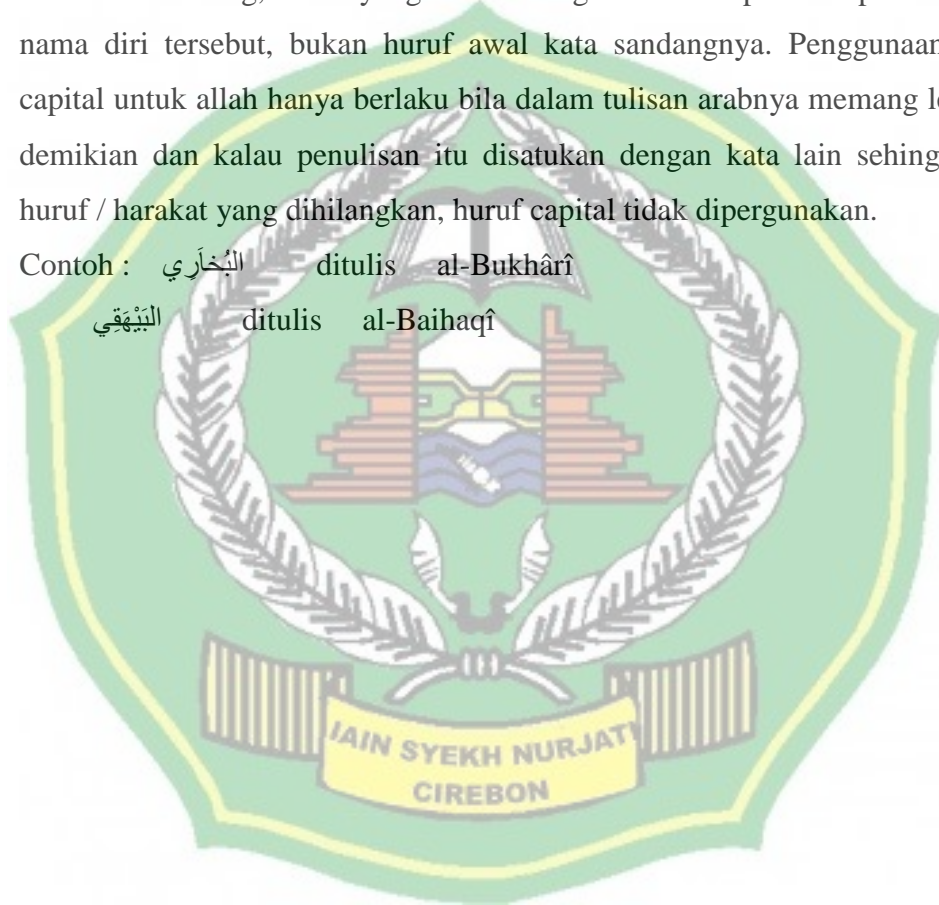 nama diri tersebut, bukan huruf awal kata sandangnya. Penggunaan
capital untuk allah hanya berlaku bila dalam tulisan arabnya memang
demikian dan kalau penulisan itu disatukan dengan kata lain
huruf / harakat yang dihilangkan, huruf capital tidak dipergunakan.
Contoh : البُخاَرِي ditulis al-Bukhârî
البَيْهَقِي ditulis al-Baihaqî
IAIN SYEKH NURJATI
CIREBON